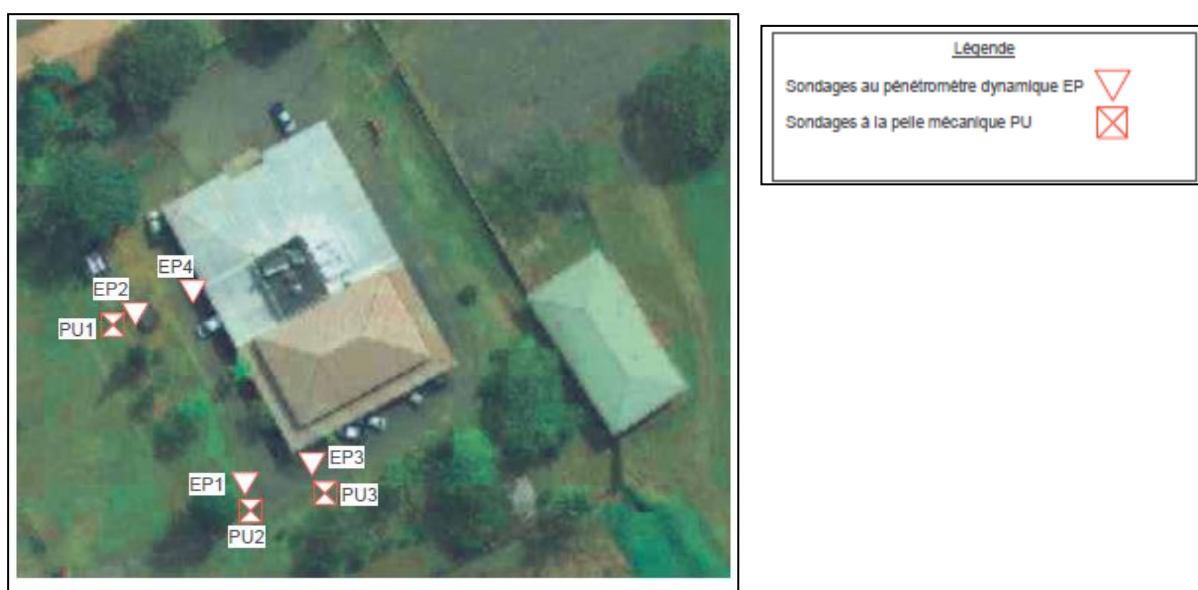 EP4
EP2
PU1
EP1
PU2
EP3
PU3
Légende
Sondages au pénétromètre dynamique EP
Sondages à la pelle mécanique PU